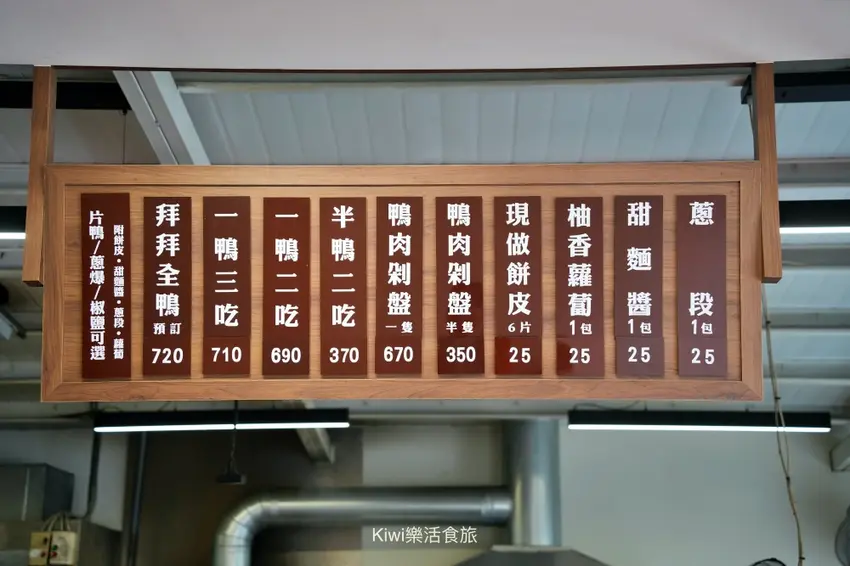 蔥段1包 25
甜麵醬1包 25
柚香蘿蔔1包 25
現做餅皮6片 25
鴨肉剁盤半隻 350
鴨肉剁盤一隻 670
半鴨二吃 370
一鴨二吃 690
一鴨三吃 710
拜拜全鴨預訂 720
附餅皮・甜麵醬・蔥段・蘿蔔
片鴨/蔥爆/椒鹽可選
Kiwi樂活食旅